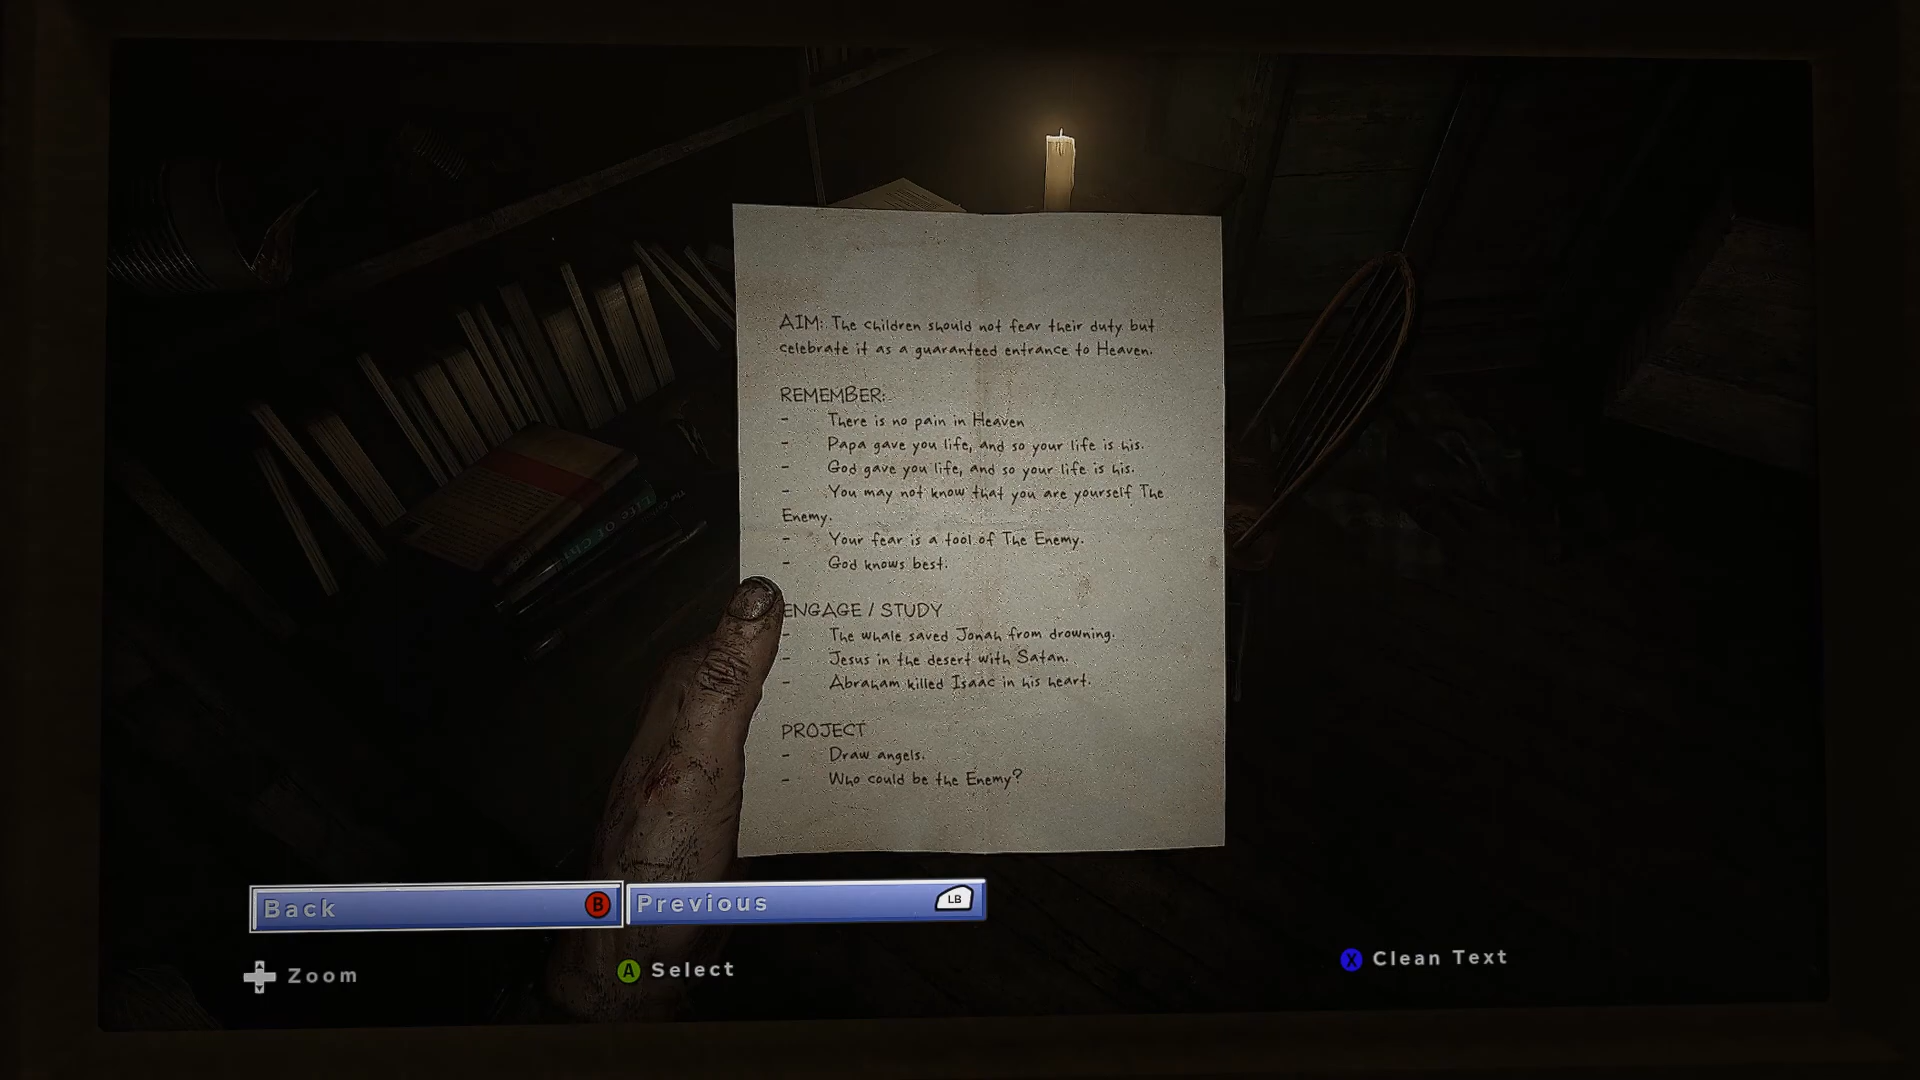 AIM: The children should not fear their duty but
celebrate it as a guaranteed entrance to Heaven.
REMEMBER:
- There is no pain in Heaven
- Papa gave you life, and so your life is his.
- God gave you life, and so your life is his.
- You may not know that you are yourself The
Enemy.
- Your fear is a tool of The Enemy.
- God knows best.
ENGAGE / STUDY
- The whale saved Jonah from drowning.
- Jesus in the desert with Satan.
- Abraham killed Isaac in his heart.
PROJECT
- Draw angels.
- Who could be the Enemy?
Back B
Previous LB
Zoom
A Select
X Clean Text